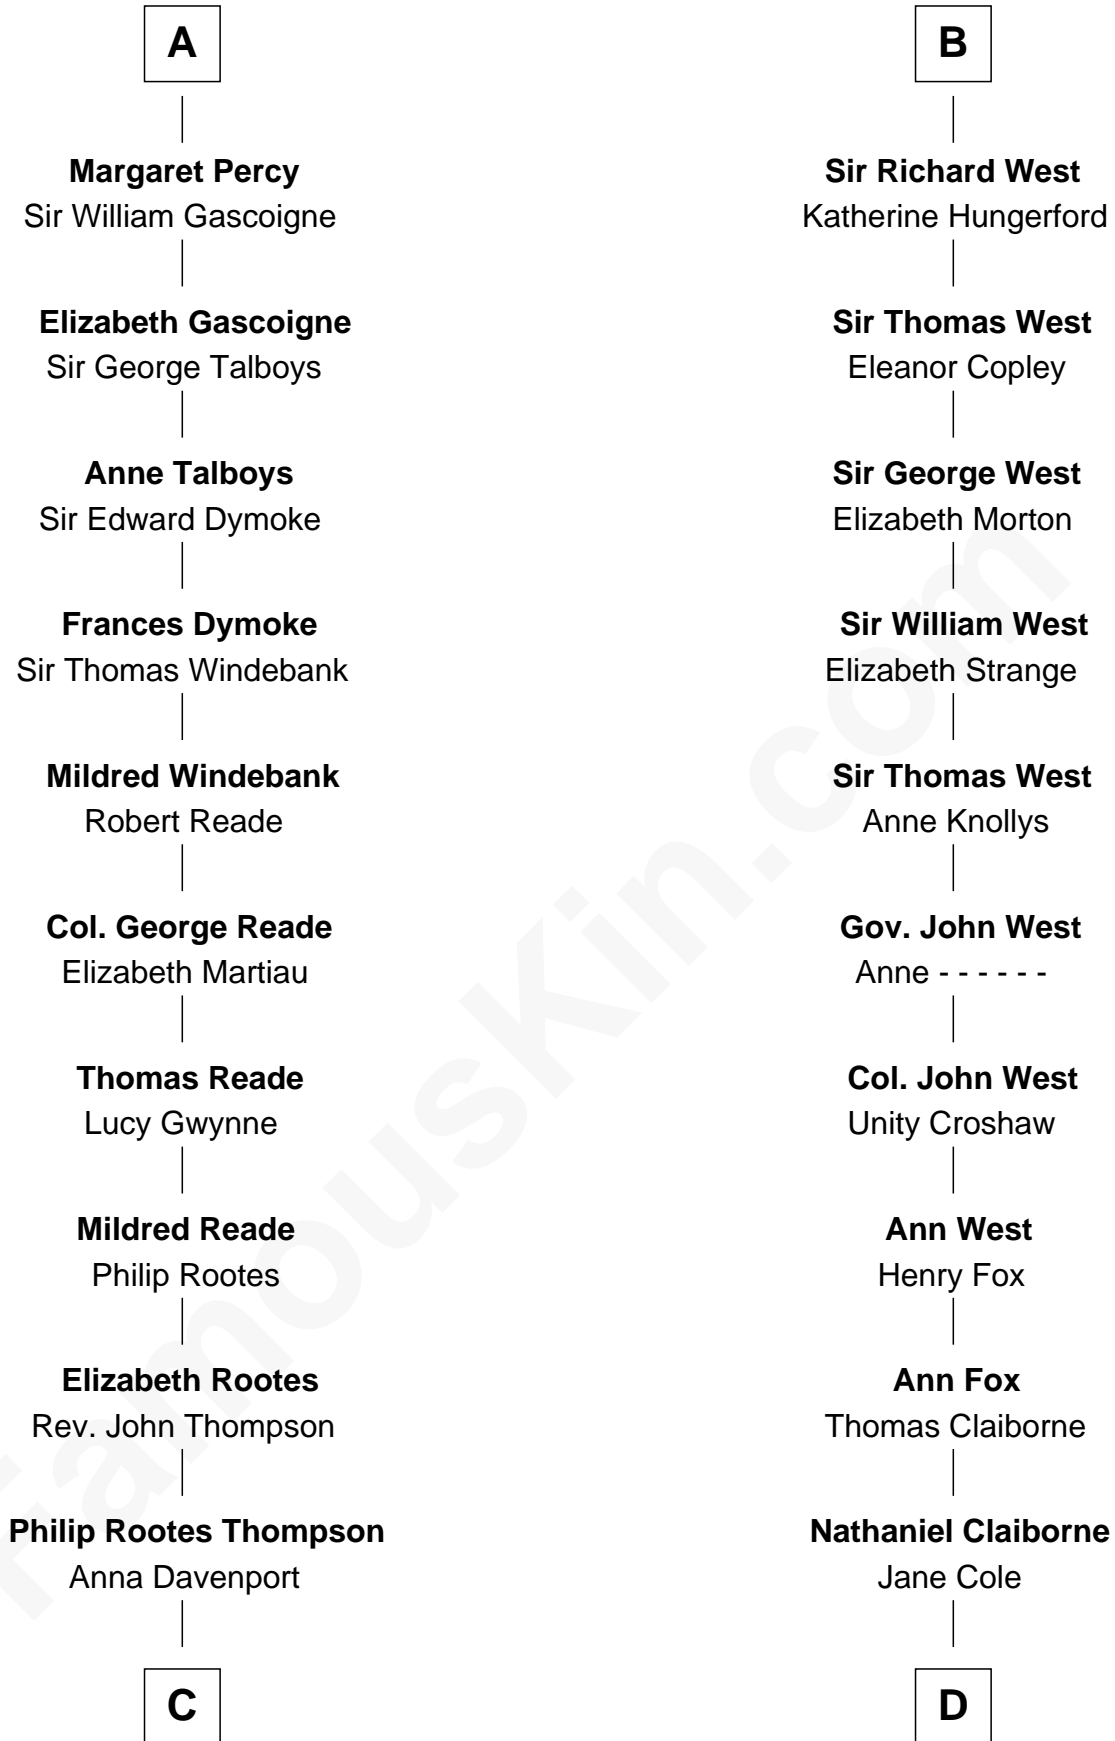 A
Margaret Percy
Sir William Gascoigne
Elizabeth Gascoigne
Sir George Talboys
Anne Talboys
Sir Edward Dymoke
Frances Dymoke
Sir Thomas Windebank
Mildred Windebank
Robert Reade
Col. George Reade
Elizabeth Martiau
Thomas Reade
Lucy Gwynne
Mildred Reade
Philip Rootes
Elizabeth Rootes
Rev. John Thompson
Philip Rootes Thompson
Anna Davenport
C
B
Sir Richard West
Katherine Hungerford
Sir Thomas West
Eleanor Copley
Sir George West
Elizabeth Morton
Sir William West
Elizabeth Strange
Sir Thomas West
Anne Knollys
Gov. John West
Anne - - - - - -
Col. John West
Unity Croshaw
Ann West
Henry Fox
Ann Fox
Thomas Claiborne
Nathaniel Claiborne
Jane Cole
D
FamousKin.com